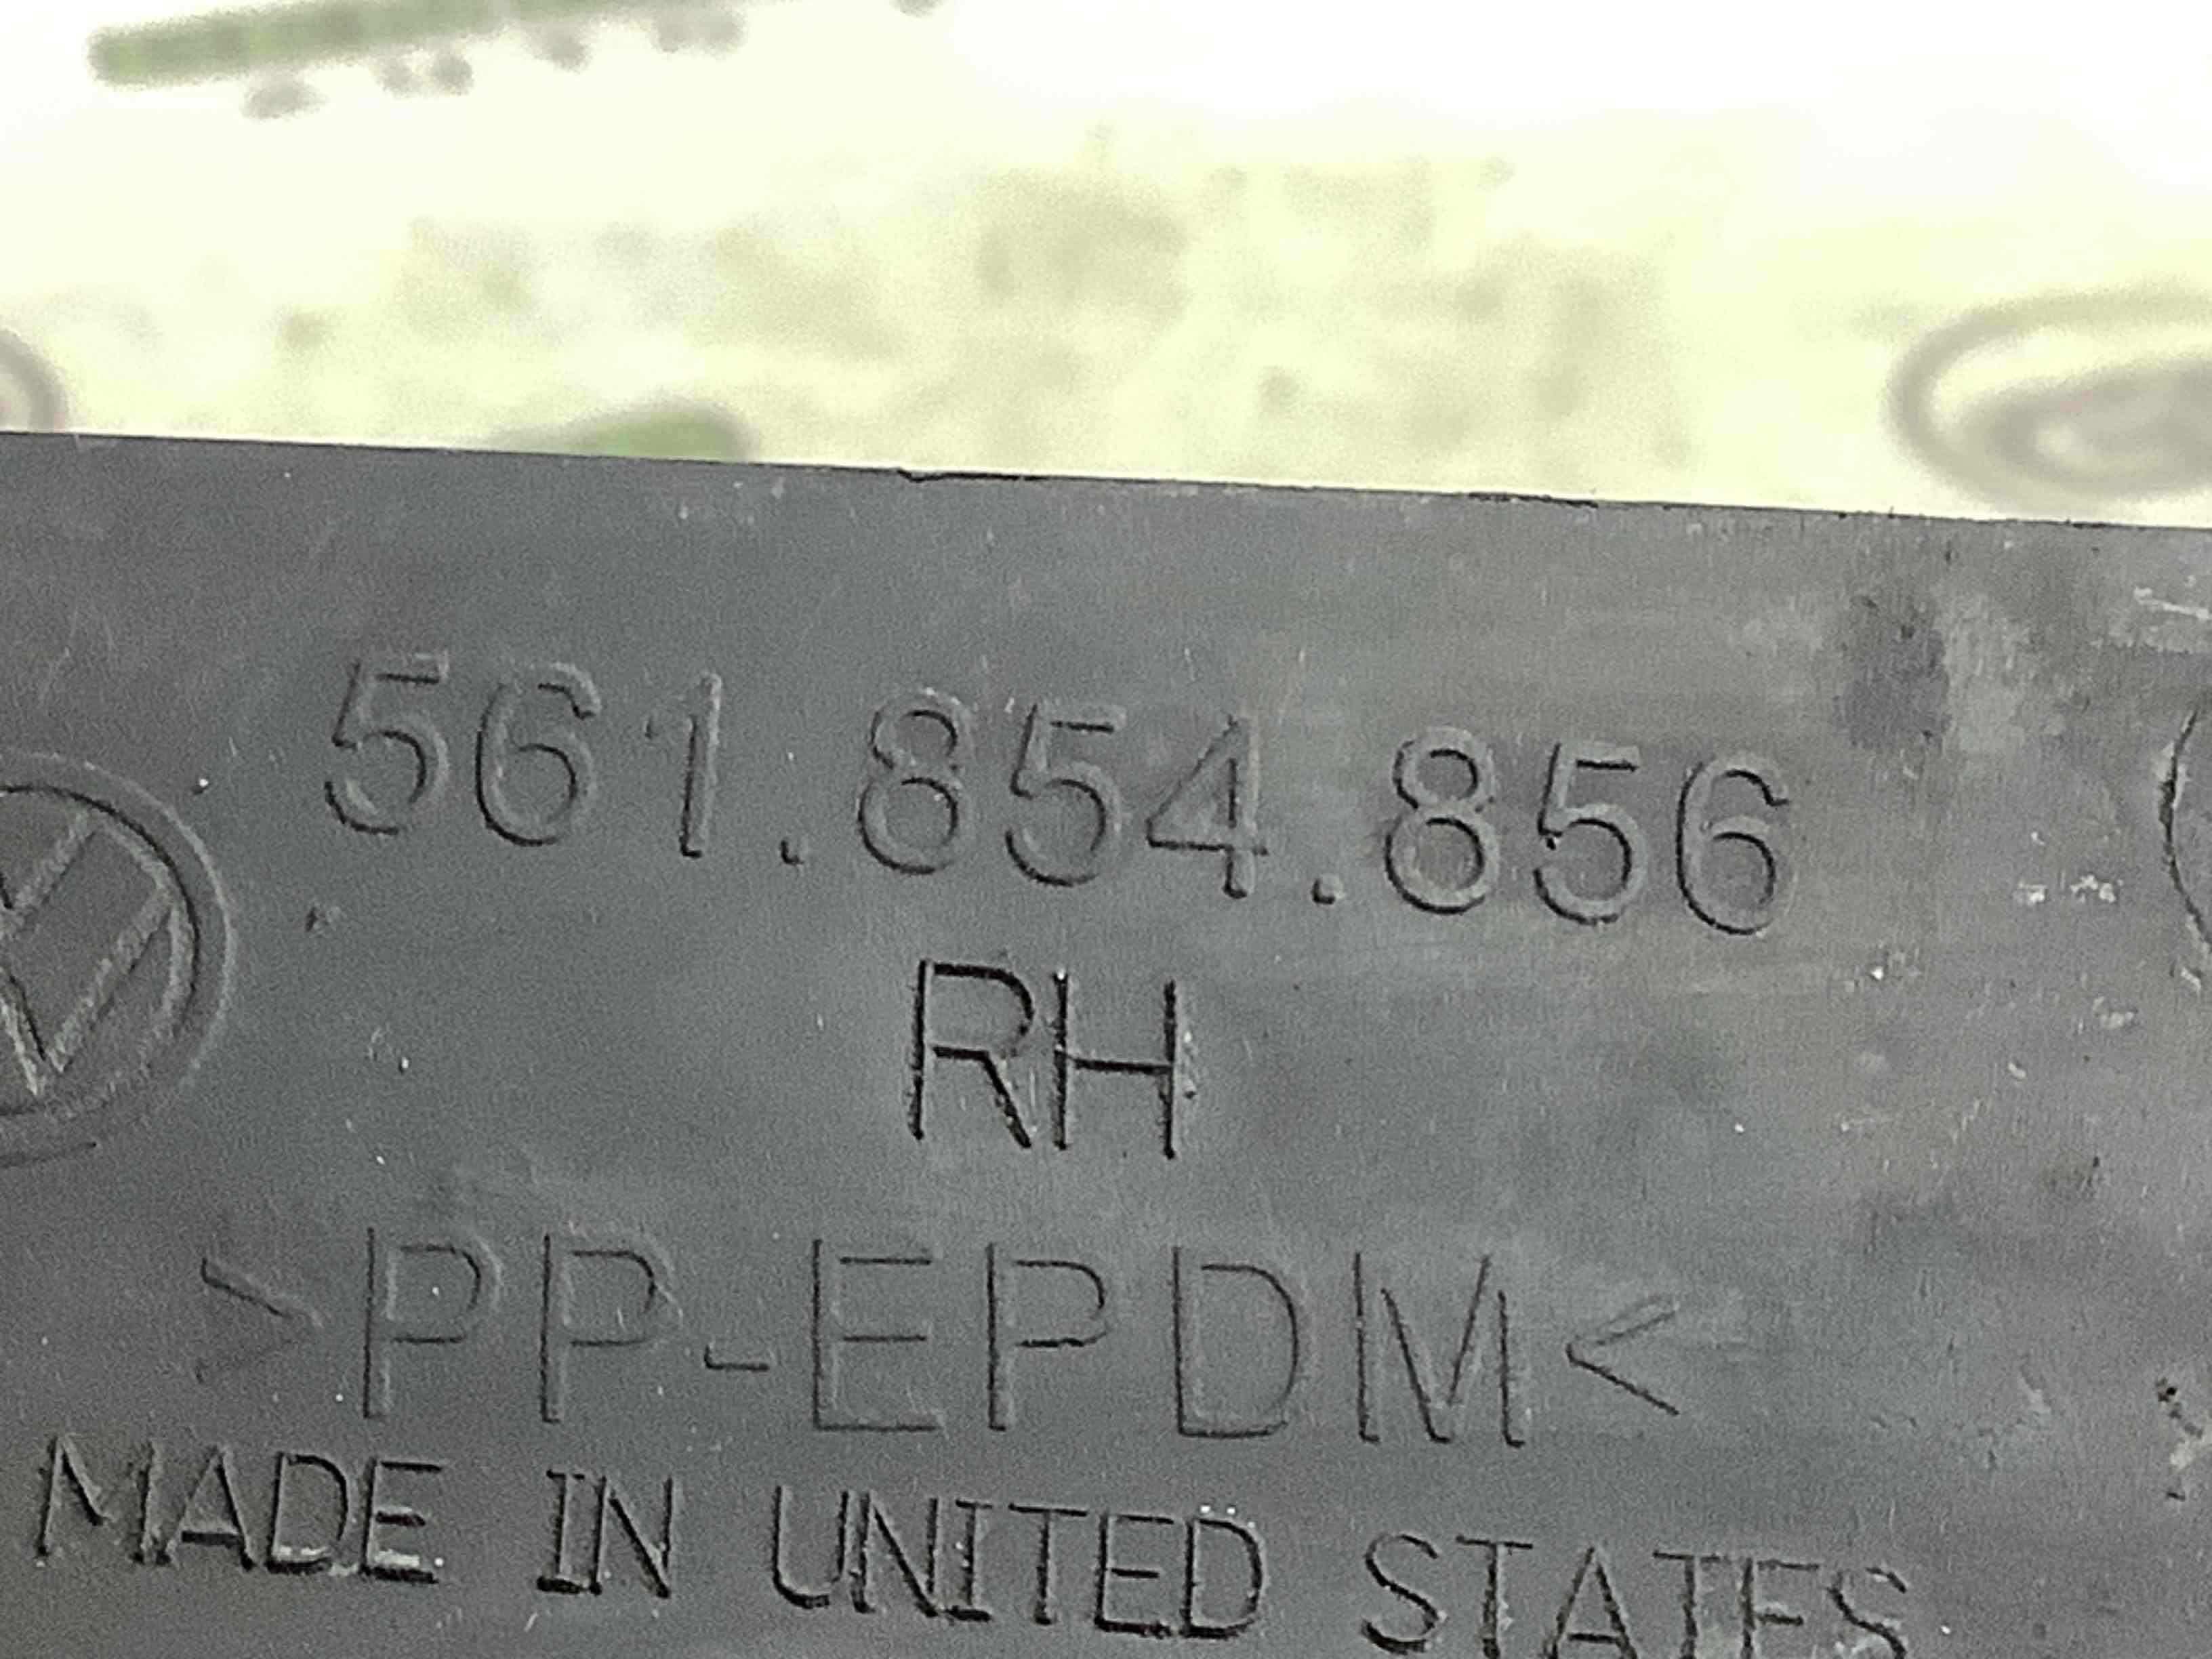 561.854.856
RH
>PP-EPDM<
MADE IN UNITED STATES